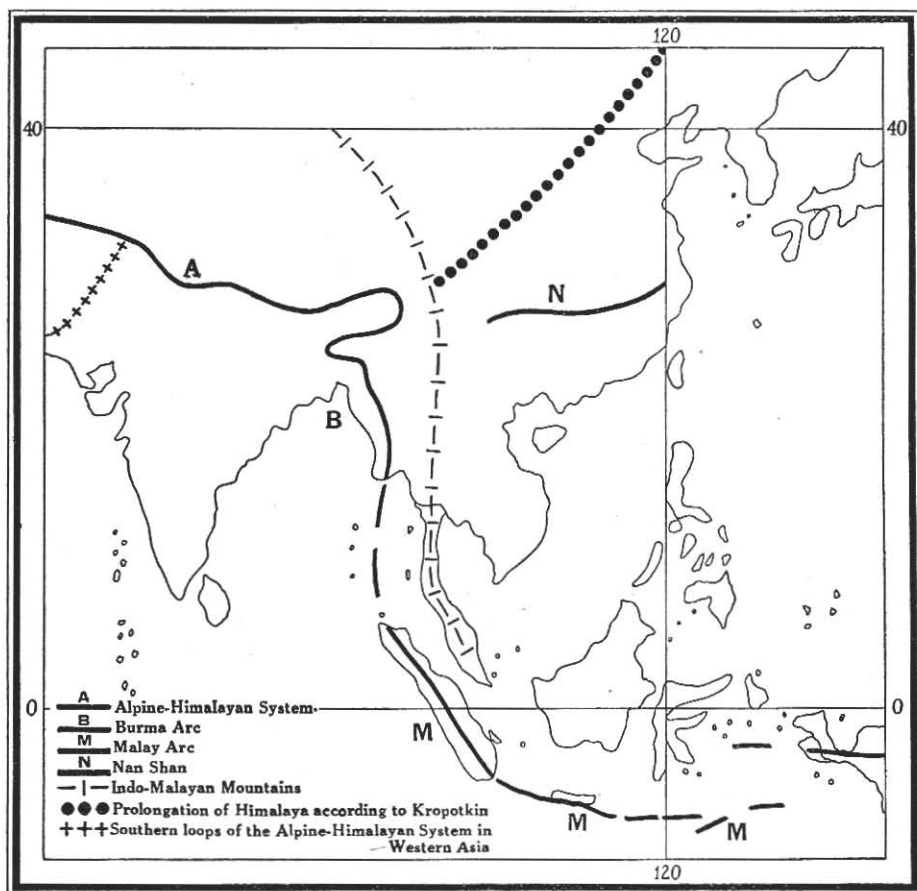 120
40 40
A
N
B
0 0
A Alpine-Himalayan System.
B Burma Arc
M Malay Arc
N Nan Shan
Indo-Malayan Mountains
Prolongation of Himalaya according to Kropotkin
Southern loops of the Alpine-Himalayan System in
Western Asia
M
M
M
120